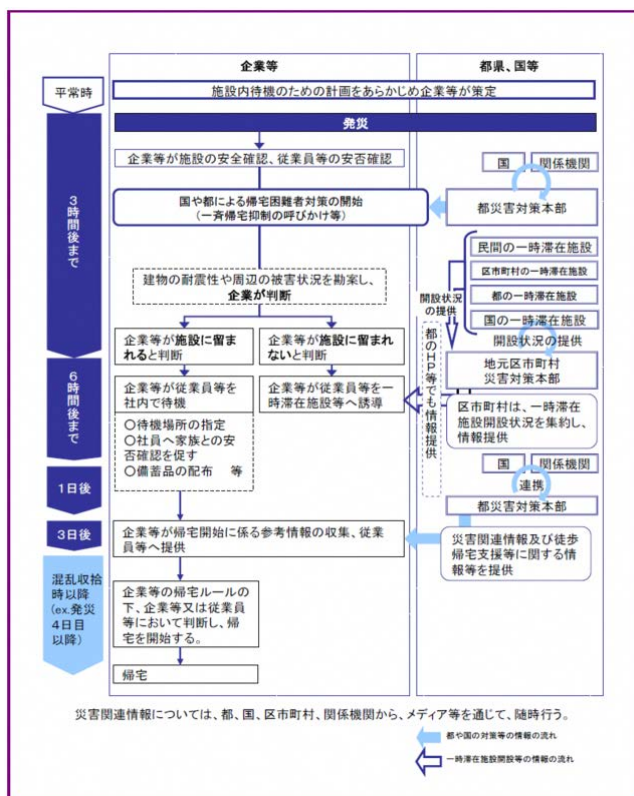 企業等
都県、国等
平常時
施設内待機のための計画をあらかじめ企業等が策定
発災
3時間後まで
企業等が施設の安全確認、従業員等の安否確認
国
関係機関
国や都による帰宅困難者対策の開始
(一斉帰宅抑制の呼びかけ等)
都災害対策本部
民間の一時滞在施設
区市町村の一時滞在施設
都の一時滞在施設
国の一時滞在施設
建物の耐震性や周辺の被害状況を勘案し、
企業が判断
開設状況
の提供
開設状況の提供
都のHP等でも情報提供
企業等が施設に留ま
れると判断
企業等が施設に留まれ
ないと判断
地元区市町村
災害対策本部
6時間後まで
企業等が従業員等を
社内で待機
企業等が従業員等を一
時滞在施設等へ誘導
○待機場所の指定
○社員へ家族との安
否確認を促す
○備蓄品の配布 等
区市町村は、一時滞在
施設開設状況を集約し、
情報提供
国
関係機関
連携
1日後
都災害対策本部
3日後
企業等が帰宅開始に係る参考情報の収集、従業
員等へ提供
災害関連情報及び徒歩
帰宅支援等に関する情
報等を提供
混乱収拾
時以降
(ex.発災
4日目
以降)
企業等の帰宅ルールの
下、企業等又は従業員
等において判断し、帰
宅を開始する。
帰宅
災害関連情報については、都、国、区市町村、関係機関から、メディア等を通じて、随時行う。
都や国の対策等の情報の流れ
一時滞在施設開設等の情報の流れ